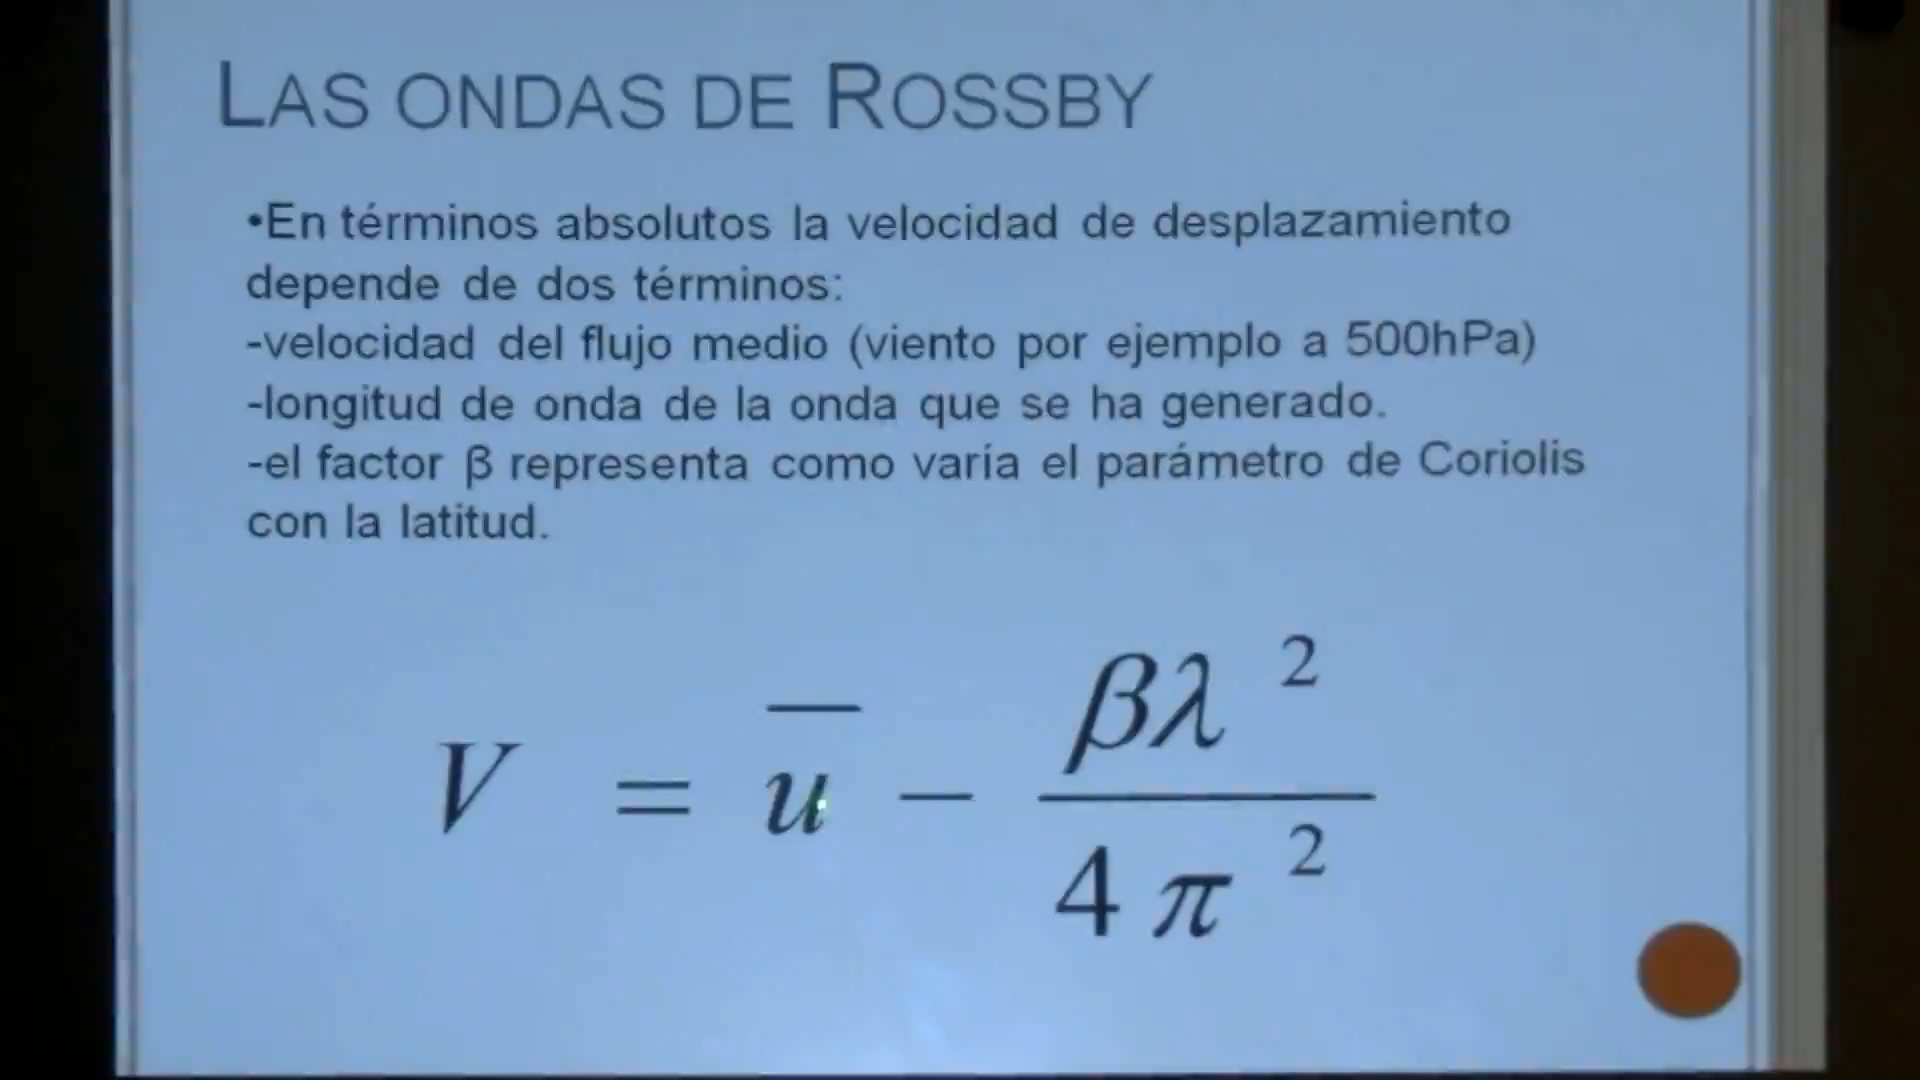 LAS ONDAS DE ROSSBY
•En términos absolutos la velocidad de desplazamiento
depende de dos términos:
-velocidad del flujo medio (viento por ejemplo a 500hPa)
-longitud de onda de la onda que se ha generado.
-el factor β representa como varía el parámetro de Coriolis
con la latitud.
V = u̅ − βλ² / 4π²